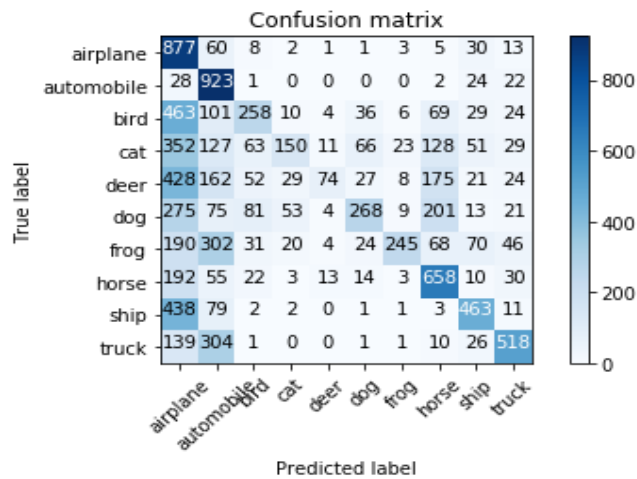 Confusion matrix
True label
airplane 877 60 8 2 1 1 3 5 30 13
automobile 28 923 1 0 0 0 0 2 24 22
bird 463 101 258 10 4 36 6 69 29 24
cat 352 127 63 150 11 66 23 128 51 29
deer 428 162 52 29 74 27 8 175 21 24
dog 275 75 81 53 4 268 9 201 13 21
frog 190 302 31 20 4 24 245 68 70 46
horse 192 55 22 3 13 14 3 658 10 30
ship 438 79 2 2 0 1 1 3 463 11
truck 139 304 1 0 0 1 1 10 26 518
airplane automobile bird cat deer dog frog horse ship truck
Predicted label
800
600
400
200
0